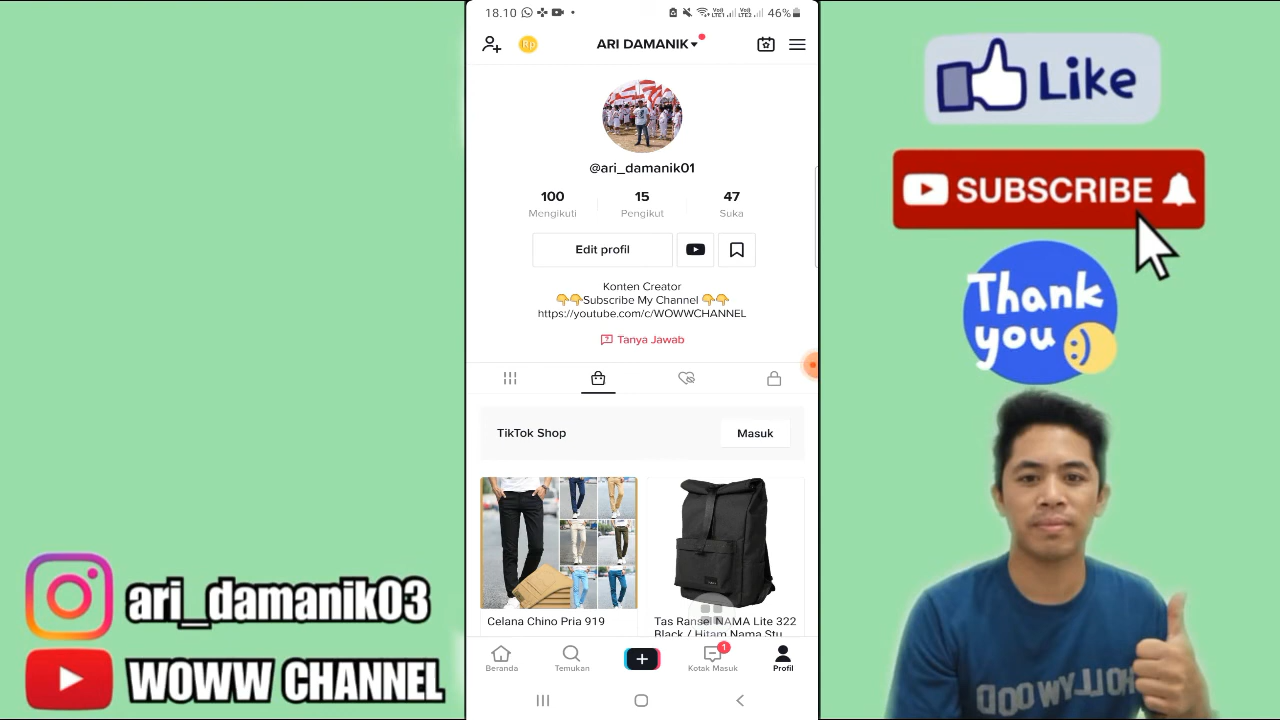 18.10
46%
Rp
ARI DAMANIK
@ari_damanik01
100
15
47
Mengikuti
Pengikut
Suka
Edit profil
Konten Creator
👇👇Subscribe My Channel 👇👇
https://youtube.com/c/WOWWCHANNEL
Tanya Jawab
TikTok Shop
Masuk
Celana Chino Pria 919
Tas Ransel NAMA Lite 322
Black / Hitam Nama Stu
Beranda
Temukan
1
Kotak Masuk
Profil
Like
SUBSCRIBE
Thank
you
ari_damanik03
WOWW CHANNEL